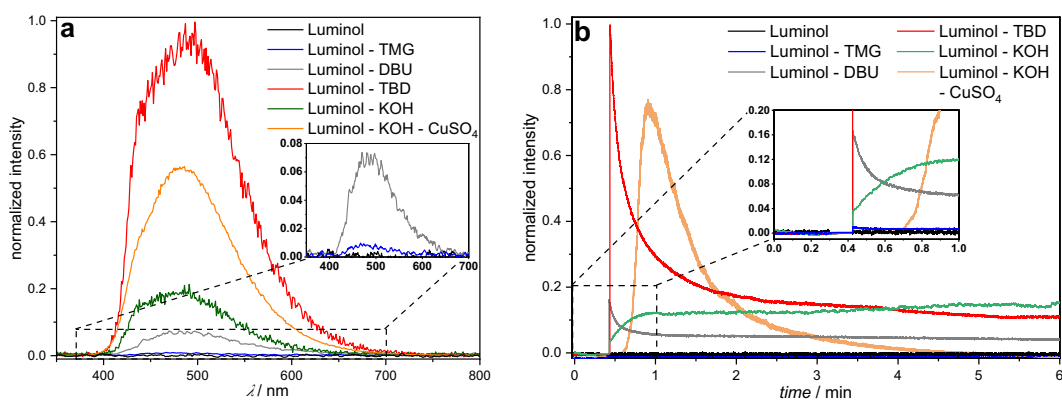 a
normalized intensity
1.0
0.8
0.6
0.4
0.2
0.0
400
500
600
700
800
λ / nm
Luminol
Luminol - TMG
Luminol - DBU
Luminol - TBD
Luminol - KOH
Luminol - KOH - CuSO₄
0.08
0.06
0.04
0.02
0.00
400 500 600 700
b
normalized intensity
1.0
0.8
0.6
0.4
0.2
0.0
0 1 2 3 4 5 6
time / min
Luminol
Luminol - TMG
Luminol - DBU
Luminol - TBD
Luminol - KOH
Luminol - KOH
- CuSO₄
0.20
0.16
0.12
0.08
0.04
0.00
0.0 0.2 0.4 0.6 0.8 1.0